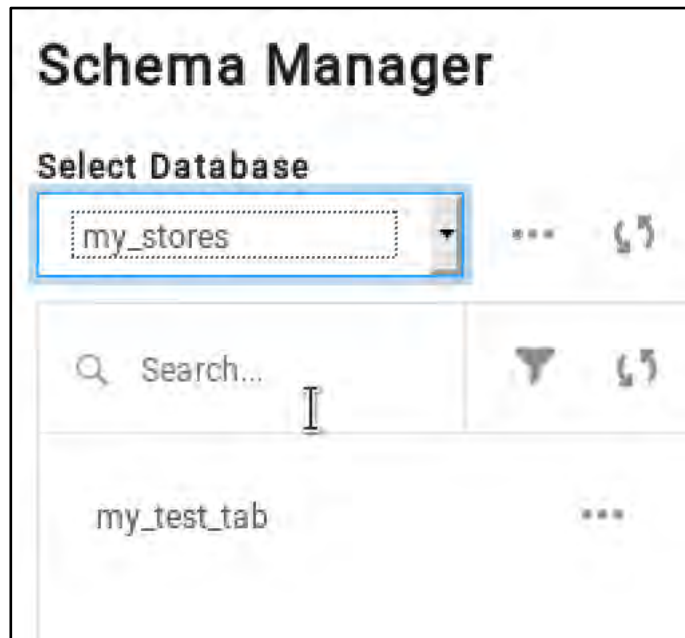 Schema Manager
Select Database
my_stores
Search...
my_test_tab